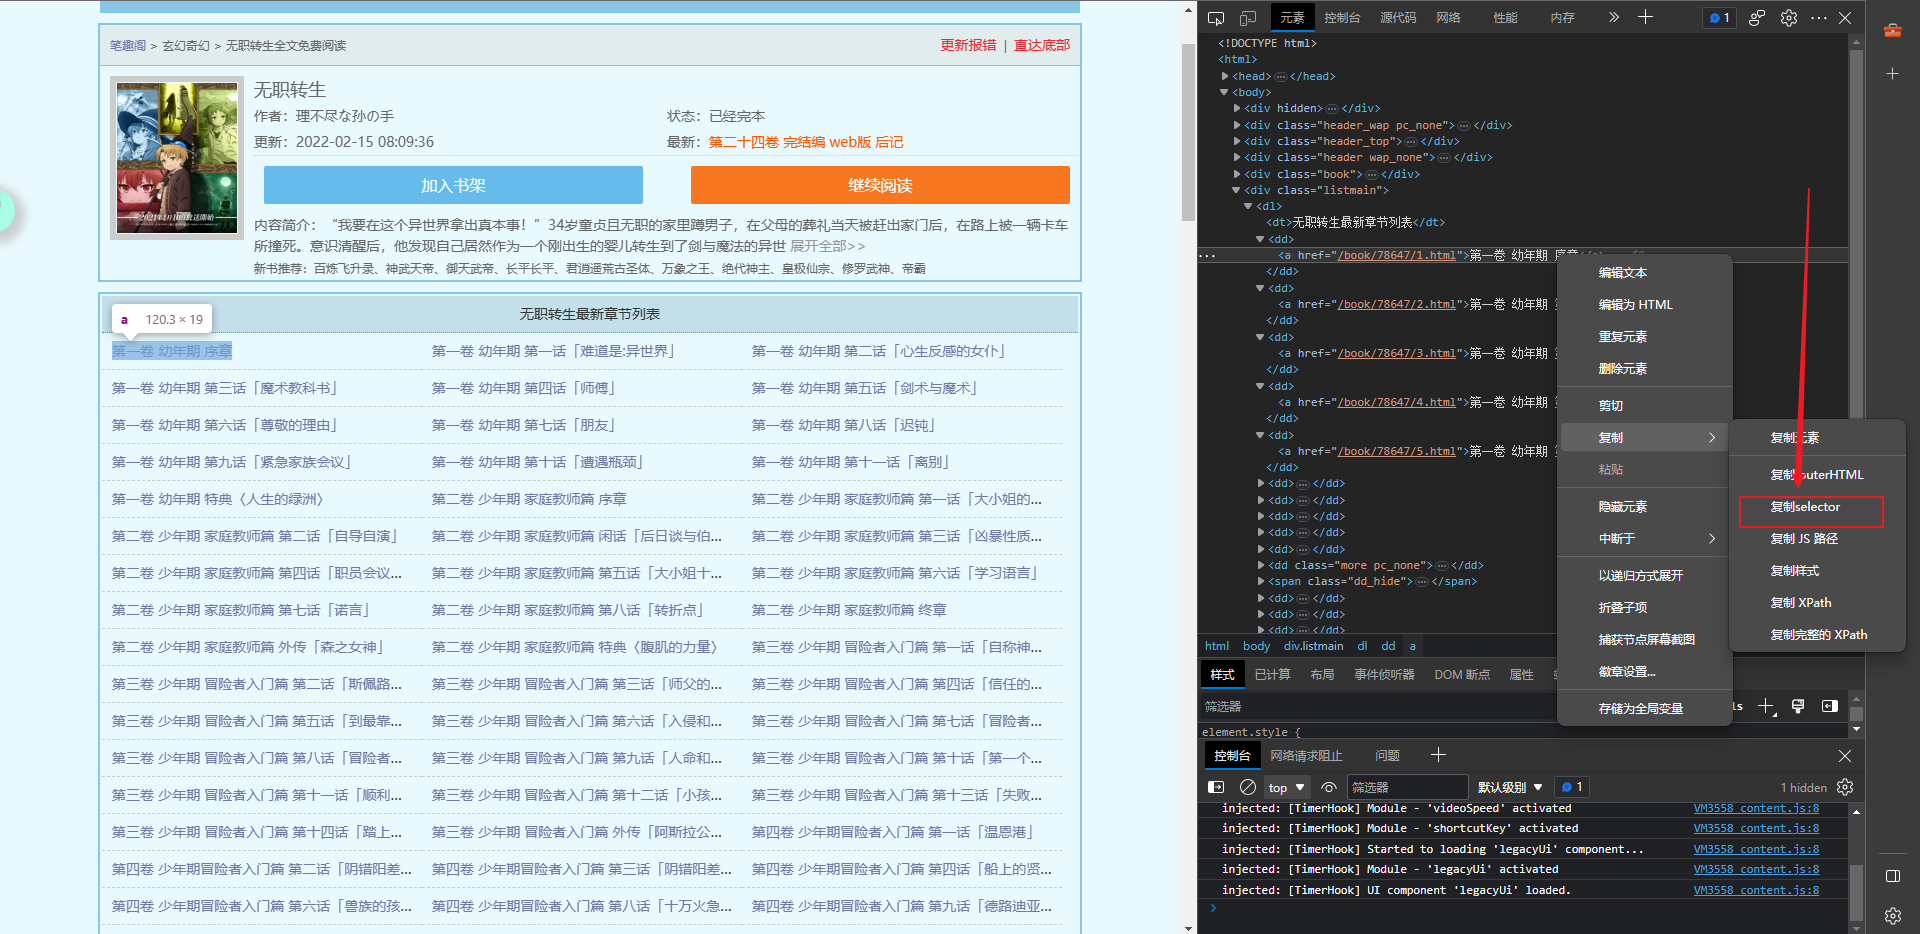 笔趣阁 > 玄幻奇幻 > 无职转生全文免费阅读
更新报错 | 直达底部
无职转生
作者：理不尽な孙の手
状态：已经完本
更新：2022-02-15 08:09:36
最新：第二十四卷 完结编 web版 后记
加入书架
继续阅读
内容简介：“我要在这个异世界拿出真本事！”34岁童贞且无职的家里蹲男子，在父母的葬礼当天被赶出家门后，在路上被一辆卡车
所撞死。意识清醒后，他发现自己居然作为一个刚出生的婴儿转生到了剑与魔法的异世 展开全部>>
新书推荐：百炼飞升录、神武天帝、御天武帝、长平长平、君逍遥荒古圣体、万象之王、绝代神主、皇极仙宗、修罗武神、帝霸
a 120.3 × 19
无职转生最新章节列表
第一卷 幼年期 序章
第一卷 幼年期 第一话「难道是:异世界」
第一卷 幼年期 第二话「心生反感的女仆」
第一卷 幼年期 第三话「魔术教科书」
第一卷 幼年期 第四话「师傅」
第一卷 幼年期 第五话「剑术与魔术」
第一卷 幼年期 第六话「尊敬的理由」
第一卷 幼年期 第七话「朋友」
第一卷 幼年期 第八话「迟钝」
第一卷 幼年期 第九话「紧急家族会议」
第一卷 幼年期 第十话「遭遇瓶颈」
第一卷 幼年期 第十一话「离别」
第一卷 幼年期 特典〈人生的绿洲〉
第二卷 少年期 家庭教师篇 序章
第二卷 少年期 家庭教师篇 第一话「大小姐的...
第二卷 少年期 家庭教师篇 第二话「自导自演」
第二卷 少年期 家庭教师篇 闲话「后日谈与伯...
第二卷 少年期 家庭教师篇 第三话「凶暴性质...
第二卷 少年期 家庭教师篇 第四话「职员会议...
第二卷 少年期 家庭教师篇 第五话「大小姐十...
第二卷 少年期 家庭教师篇 第六话「学习语言」
第二卷 少年期 家庭教师篇 第七话「诺言」
第二卷 少年期 家庭教师篇 第八话「转折点」
第二卷 少年期 家庭教师篇 终章
第二卷 少年期 家庭教师篇 外传「森之女神」
第二卷 少年期 家庭教师篇 特典〈腹肌的力量〉
第三卷 少年期 冒险者入门篇 第一话「自称神...
第三卷 少年期 冒险者入门篇 第二话「斯佩路...
第三卷 少年期 冒险者入门篇 第三话「师父的...
第三卷 少年期 冒险者入门篇 第四话「信任的...
第三卷 少年期 冒险者入门篇 第五话「到最靠...
第三卷 少年期 冒险者入门篇 第六话「入侵和...
第三卷 少年期 冒险者入门篇 第七话「冒险者...
第三卷 少年期 冒险者入门篇 第八话「冒险者...
第三卷 少年期 冒险者入门篇 第九话「人命和...
第三卷 少年期 冒险者入门篇 第十话「第一个...
第三卷 少年期 冒险者入门篇 第十一话「顺利...
第三卷 少年期 冒险者入门篇 第十二话「小孩...
第三卷 少年期 冒险者入门篇 第十三话「失败...
第三卷 少年期 冒险者入门篇 第十四话「踏上...
第三卷 少年期 冒险者入门篇 外传「阿斯拉公...
第四卷 少年期冒险者入门篇 第一话「温恩港」
第四卷 少年期冒险者入门篇 第二话「阴错阳差...
第四卷 少年期冒险者入门篇 第三话「阴错阳差...
第四卷 少年期冒险者入门篇 第四话「船上的贤...
第四卷 少年期冒险者入门篇 第六话「兽族的孩...
第四卷 少年期冒险者入门篇 第八话「十万火急...
第四卷 少年期冒险者入门篇 第九话「德路迪亚...
元素 控制台 源代码 网络 性能 内存 1
<!DOCTYPE html>
<html>
<head> </head>
<body>
<div hidden> </div>
<div class="header_wap pc_none"> </div>
<div class="header_top"> </div>
<div class="header wap_none"> </div>
<div class="book"> </div>
<div class="listmain">
<dl>
<dt>无职转生最新章节列表</dt>
<dd>
<a href="/book/78647/1.html">第一卷 幼年期 序章
</dd>
<dd>
<a href="/book/78647/2.html">第一卷 幼年期
</dd>
<dd>
<a href="/book/78647/3.html">第一卷 幼年期
</dd>
<dd>
<a href="/book/78647/4.html">第一卷 幼年期
</dd>
<dd>
<a href="/book/78647/5.html">第一卷 幼年期
</dd>
<dd> </dd>
<dd> </dd>
<dd> </dd>
<dd> </dd>
<dd> </dd>
<dd class="more pc_none"> </dd>
<span class="dd_hide"> </span>
<dd> </dd>
<dd> </dd>
<dd> </dd>
编辑文本
编辑为 HTML
重复元素
删除元素
剪切
复制
粘贴
隐藏元素
中断于
以递归方式展开
折叠子项
捕获节点屏幕截图
徽章设置...
存储为全局变量
复制元素
复制outerHTML
复制selector
复制 JS 路径
复制样式
复制 XPath
复制完整的 XPath
html body div.listmain dl dd a
样式 已计算 布局 事件侦听器 DOM 断点 属性
筛选器
ls
element.style {
控制台 网络请求阻止 问题
top 筛选器 默认级别 1 1 hidden
injected: [TimerHook] Module - 'videoSpeed' activated VM3558 content.js:8
injected: [TimerHook] Module - 'shortcutKey' activated VM3558 content.js:8
injected: [TimerHook] Started to loading 'legacyUi' component... VM3558 content.js:8
injected: [TimerHook] Module - 'legacyUi' activated VM3558 content.js:8
injected: [TimerHook] UI component 'legacyUi' loaded. VM3558 content.js:8